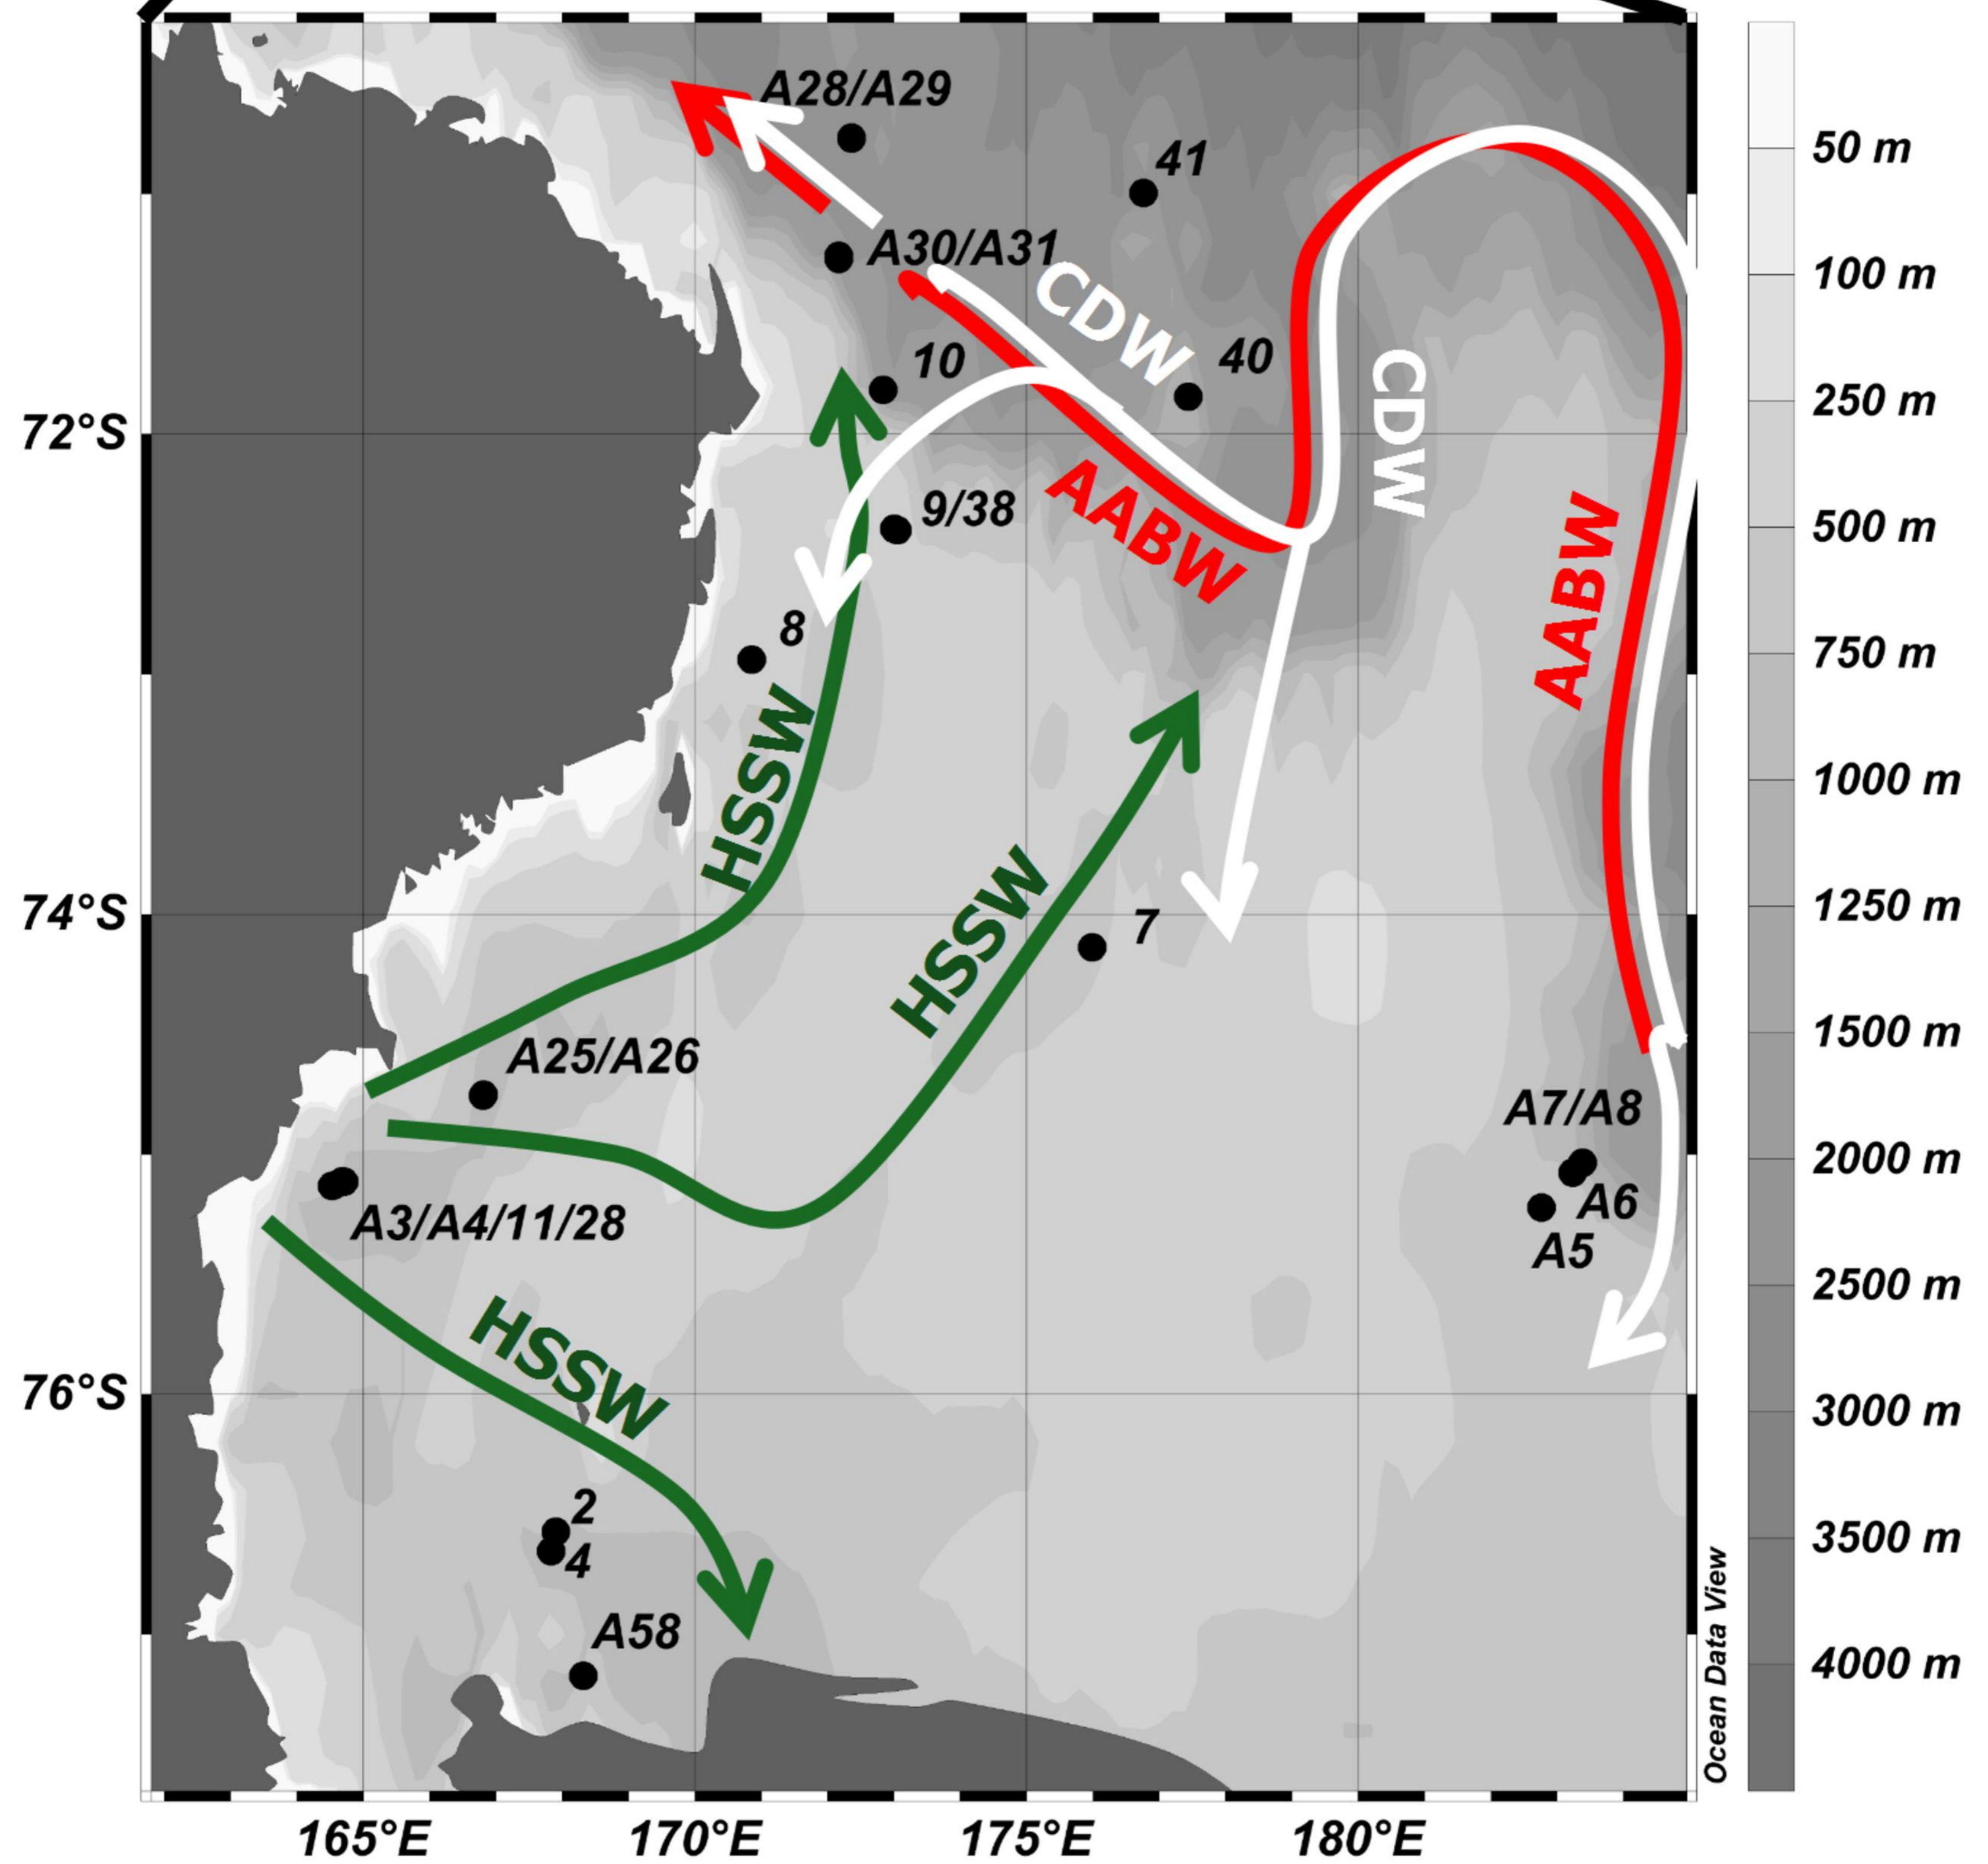 A28/A29
41
50 m
A30/A31
100 m
CDW
10
40
CDW
250 m
72°S
9/38
AABW
AABW
500 m
8
750 m
HSSW
1000 m
HSSW
74°S
7
1250 m
A25/A26
1500 m
A7/A8
2000 m
A3/A4/11/28
A6
A5
2500 m
HSSW
76°S
3000 m
2
4
3500 m
A58
4000 m
Ocean Data View
165°E
170°E
175°E
180°E